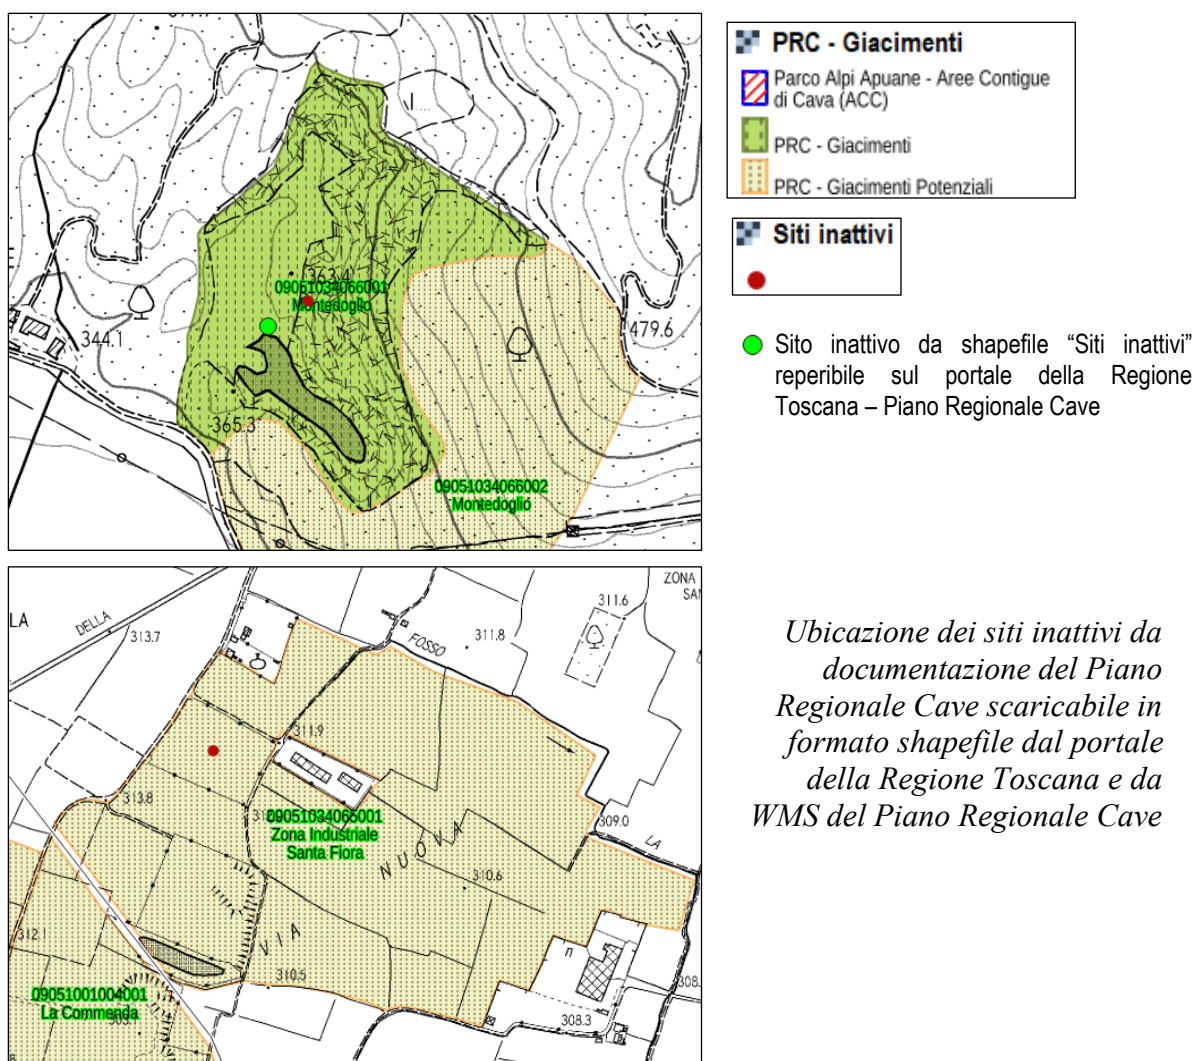 363.4
09051034066001
Montedoglio
344.1
479.6
365.3
09051034066002
Montedoglio
PRC - Giacimenti
Parco Alpi Apuane - Aree Contigue
di Cava (ACC)
PRC - Giacimenti
PRC - Giacimenti Potenziali
Siti inattivi
Sito inattivo da shapefile “Siti inattivi”
reperibile sul portale della Regione
Toscana – Piano Regionale Cave
LA
DELLA
313.7
FOSSO
311.8
311.6
ZONA
311.9
313.8
09051034065001
Zona Industriale
Santa Fiora
NUOVA
309.0
LA
310.6
VIA
312.1
310.5
308.3
308.
09051001004001
La Commenda
Ubicazione dei siti inattivi da
documentazione del Piano
Regionale Cave scaricabile in
formato shapefile dal portale
della Regione Toscana e da
WMS del Piano Regionale Cave